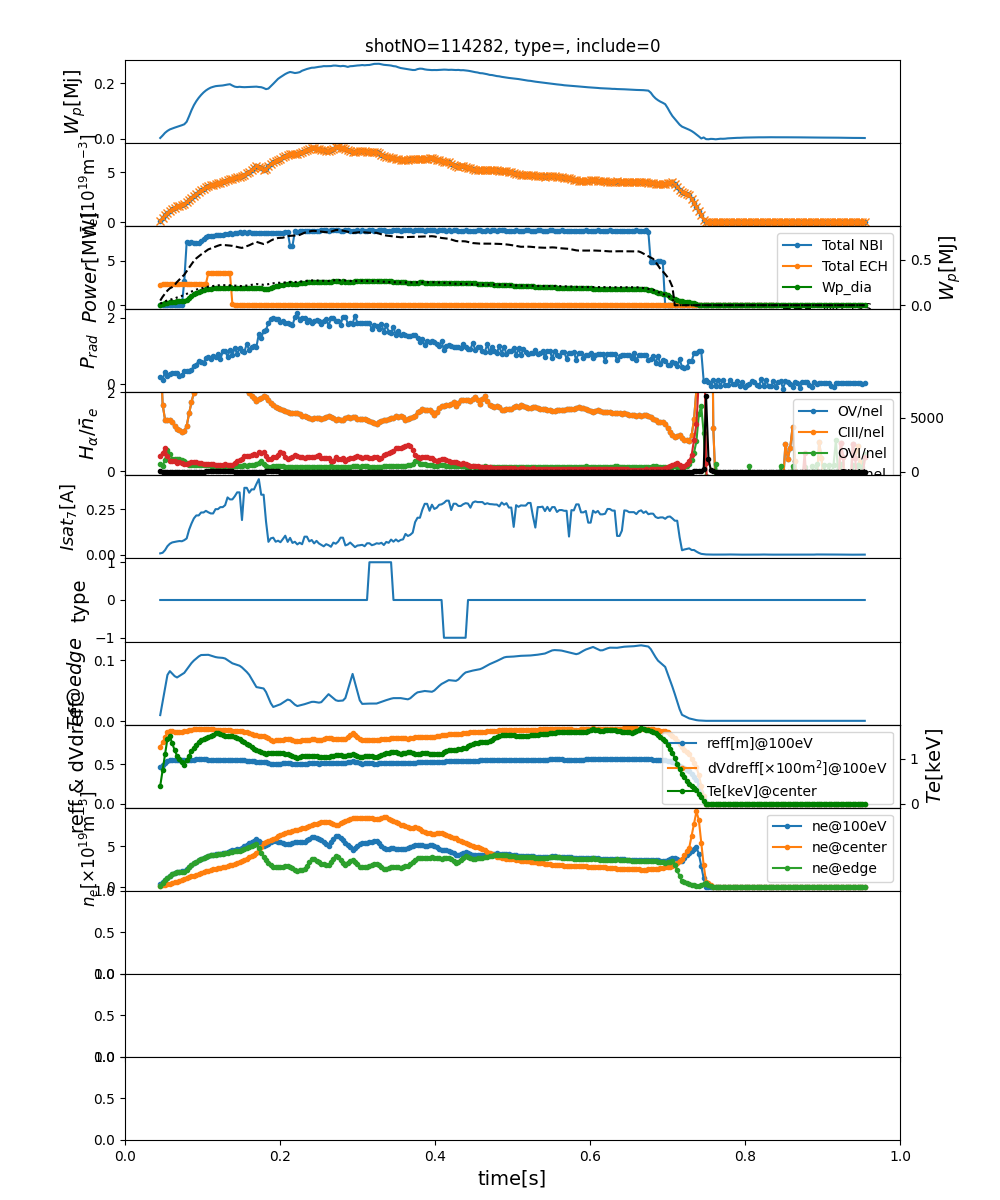 shotNO=114282, type=, include=0
W_p[MJ]
0.2
0.0
[10^19 m^-3]
5
0
Power[MW]
5
0
Total NBI
Total ECH
Wp_dia
0.5
0.0
W_p[MJ]
P_rad
2
0
H_α/n̄_e
2
1
0
OV/nel
CIII/nel
OVI/nel
5000
0
Isat_7[A]
0.25
0.00
type
1
0
−1
Te@edge
0.1
0.0
reff & dVdreff
0.5
0.0
reff[m]@100eV
dVdreff[×100m^2]@100eV
Te[keV]@center
1
0
Te[keV]
n_e[×10^19 m^-3]
5
0
ne@100eV
ne@center
ne@edge
1.0
0.5
0.0
1.0
0.5
0.0
1.0
0.5
0.0
0.0
0.2
0.4
0.6
0.8
1.0
time[s]